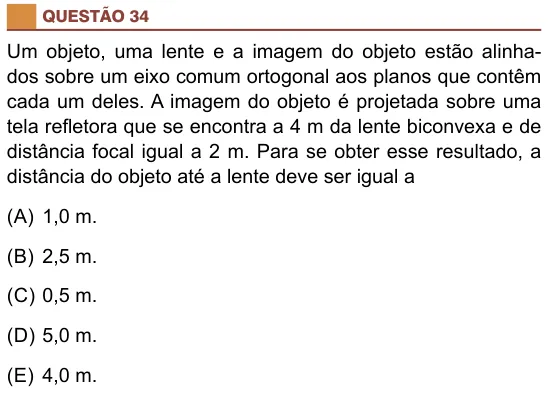 QUESTÃO 34
Um objeto, uma lente e a imagem do objeto estão alinha-
dos sobre um eixo comum ortogonal aos planos que contêm
cada um deles. A imagem do objeto é projetada sobre uma
tela refletora que se encontra a 4 m da lente biconvexa e de
distância focal igual a 2 m. Para se obter esse resultado, a
distância do objeto até a lente deve ser igual a
(A) 1,0 m.
(B) 2,5 m.
(C) 0,5 m.
(D) 5,0 m.
(E) 4,0 m.